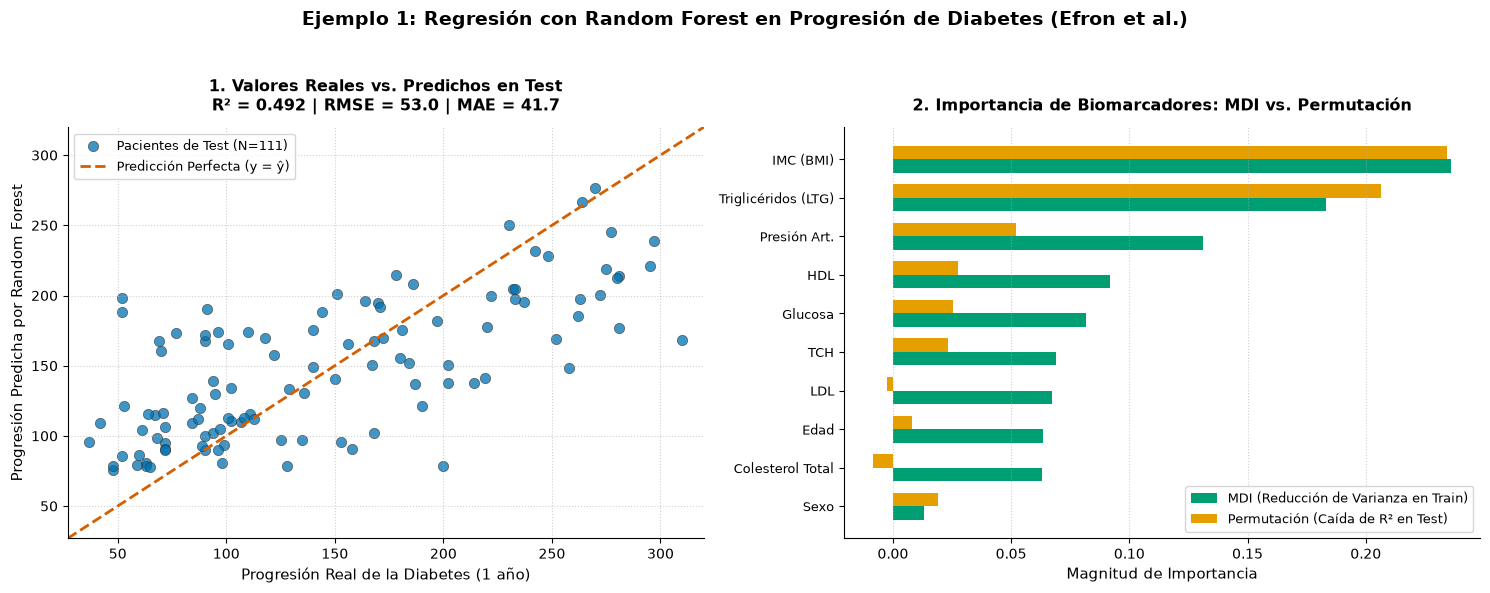 Ejemplo 1: Regresión con Random Forest en Progresión de Diabetes (Efron et al.)
1. Valores Reales vs. Predichos en Test
R² = 0.492 | RMSE = 53.0 | MAE = 41.7
Pacientes de Test (N=111)
Predicción Perfecta (y = ŷ)
Progresión Predicha por Random Forest
300
250
200
150
100
50
50
100
150
200
250
300
Progresión Real de la Diabetes (1 año)
2. Importancia de Biomarcadores: MDI vs. Permutación
IMC (BMI)
Triglicéridos (LTG)
Presión Art.
HDL
Glucosa
TCH
LDL
Edad
Colesterol Total
Sexo
MDI (Reducción de Varianza en Train)
Permutación (Caída de R² en Test)
0.00
0.05
0.10
0.15
0.20
Magnitud de Importancia